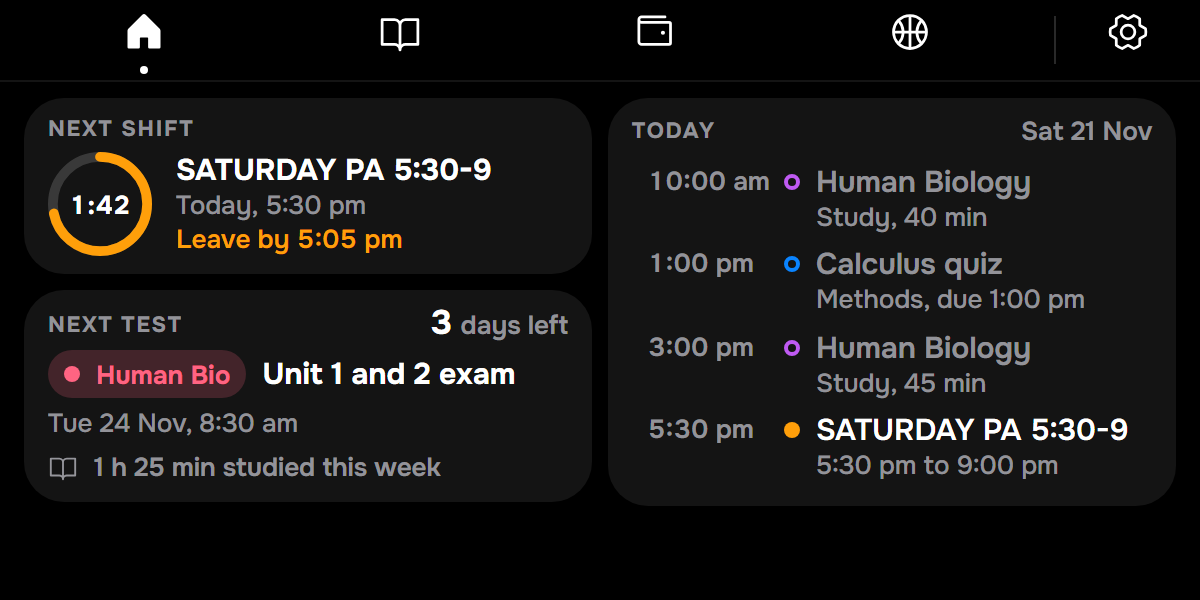 NEXT SHIFT
1:42
SATURDAY PA 5:30-9
Today, 5:30 pm
Leave by 5:05 pm
NEXT TEST
3 days left
Human Bio
Unit 1 and 2 exam
Tue 24 Nov, 8:30 am
1 h 25 min studied this week
TODAY
Sat 21 Nov
10:00 am
Human Biology
Study, 40 min
1:00 pm
Calculus quiz
Methods, due 1:00 pm
3:00 pm
Human Biology
Study, 45 min
5:30 pm
SATURDAY PA 5:30-9
5:30 pm to 9:00 pm